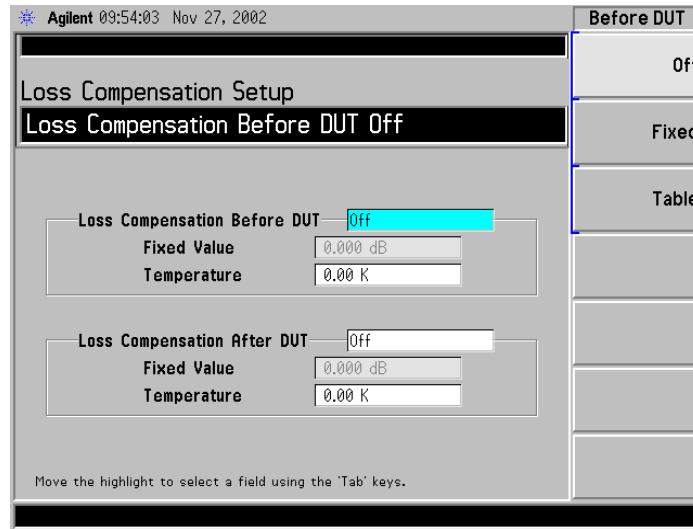 Agilent 09:54:03 Nov 27, 2002
Before DUT
Loss Compensation Setup
Loss Compensation Before DUT Off
Fixed
Table
Loss Compensation Before DUT Off
Fixed Value 0.000 dB
Temperature 0.00 K
Loss Compensation After DUT Off
Fixed Value 0.000 dB
Temperature 0.00 K
Move the highlight to select a field using the 'Tab' keys.